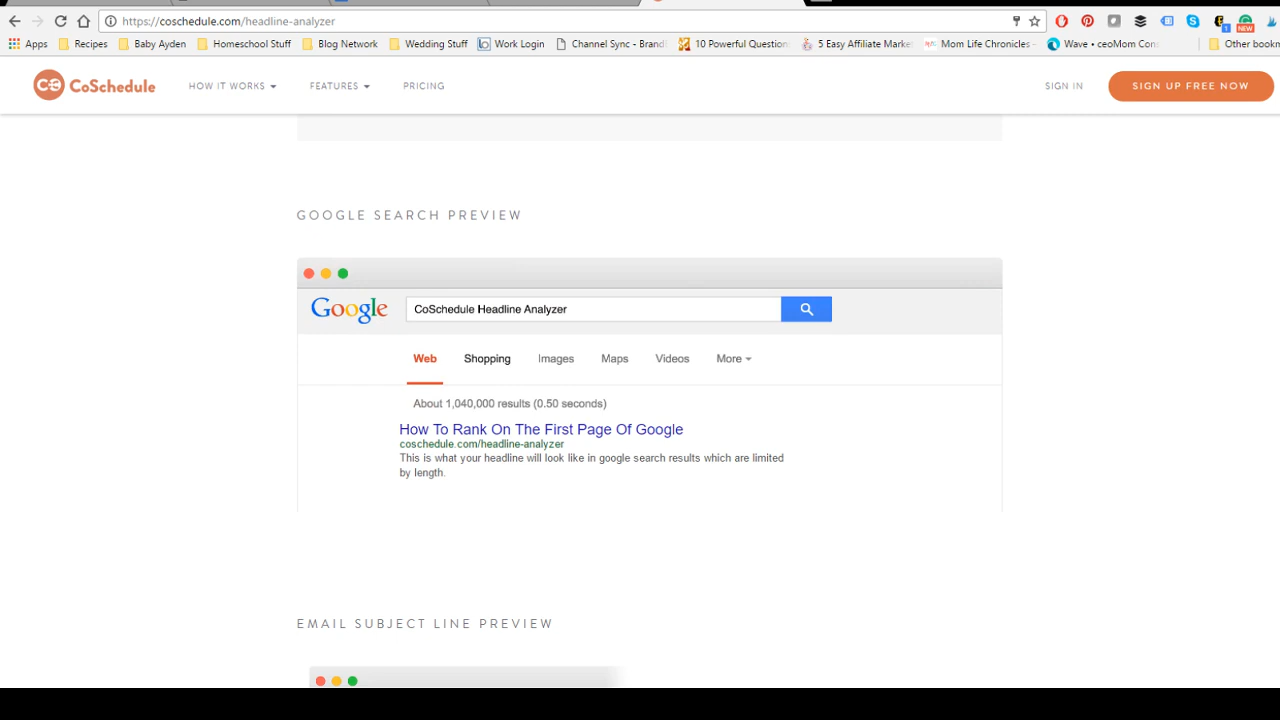 https://coschedule.com/headline-analyzer
Apps Recipes Baby Ayden Homeschool Stuff Blog Network Wedding Stuff Work Login Channel Sync - Brandi 10 Powerful Question 5 Easy Affiliate Market Mom Life Chronicles - Wave • ceoMom Con Other bookm
NEW
CoSchedule HOW IT WORKS FEATURES PRICING SIGN IN SIGN UP FREE NOW
GOOGLE SEARCH PREVIEW
Google CoSchedule Headline Analyzer
Web Shopping Images Maps Videos More
About 1,040,000 results (0.50 seconds)
How To Rank On The First Page Of Google
coschedule.com/headline-analyzer
This is what your headline will look like in google search results which are limited
by length.
EMAIL SUBJECT LINE PREVIEW